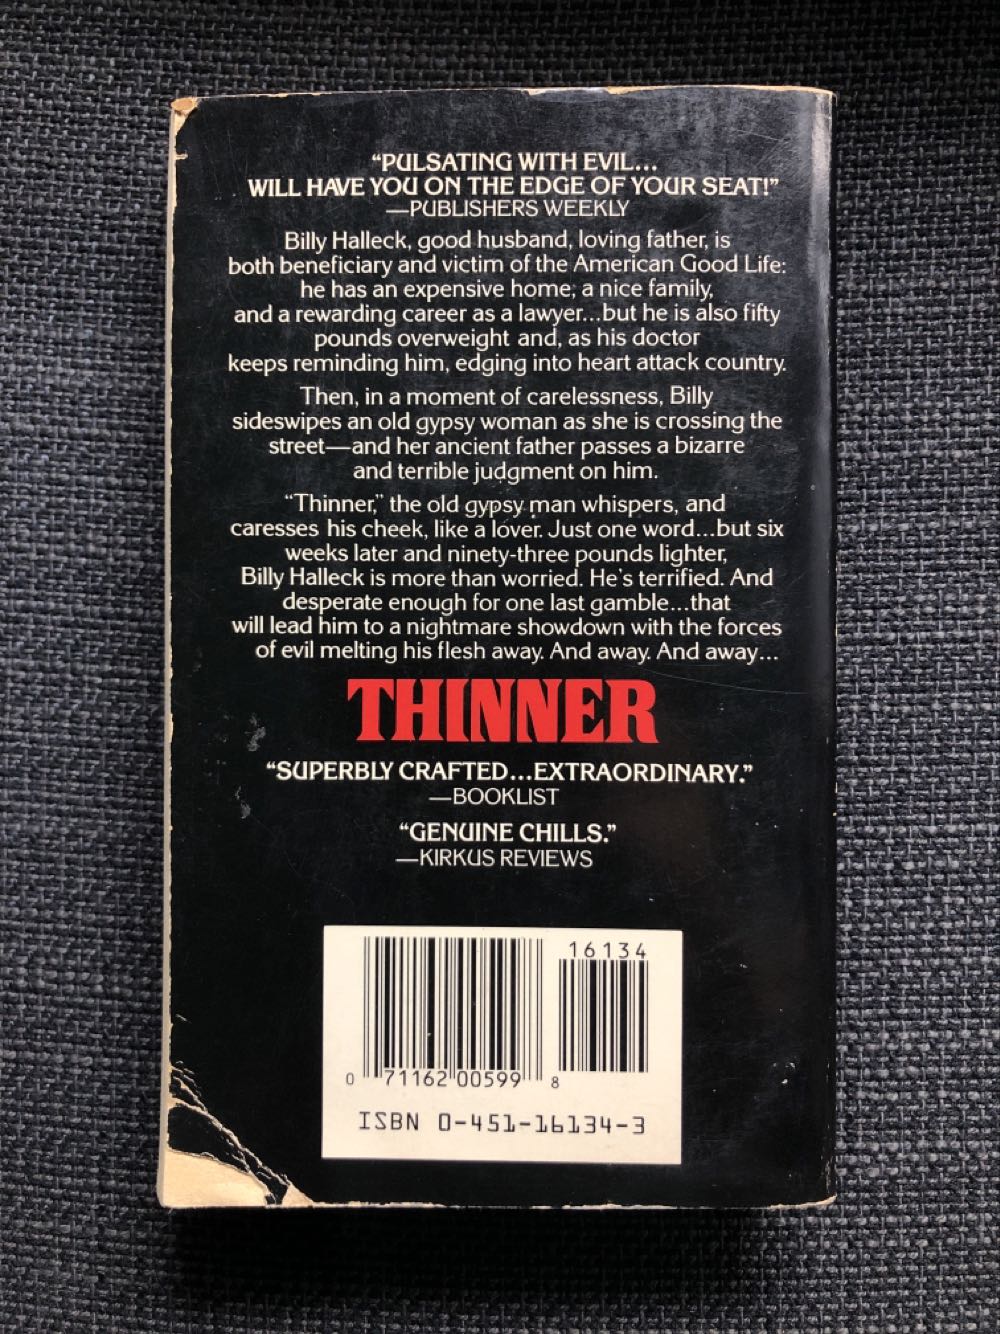 “PULSATING WITH EVIL...
WILL HAVE YOU ON THE EDGE OF YOUR SEAT!”
—PUBLISHERS WEEKLY
Billy Halleck, good husband, loving father, is
both beneficiary and victim of the American Good Life:
he has an expensive home, a nice family,
and a rewarding career as a lawyer...but he is also fifty
pounds overweight and, as his doctor
keeps reminding him, edging into heart attack country.
Then, in a moment of carelessness, Billy
sideswipes an old gypsy woman as she is crossing the
street—and her ancient father passes a bizarre
and terrible judgment on him.
“Thinner,” the old gypsy man whispers, and
caresses his cheek, like a lover. Just one word...but six
weeks later and ninety-three pounds lighter,
Billy Halleck is more than worried. He's terrified. And
desperate enough for one last gamble...that
will lead him to a nightmare showdown with the forces
of evil melting his flesh away. And away. And away...
THINNER
“SUPERBLY CRAFTED...EXTRAORDINARY.”
—BOOKLIST
“GENUINE CHILLS.”
—KIRKUS REVIEWS
16134
0 71162 00599 8
ISBN 0-451-16134-3